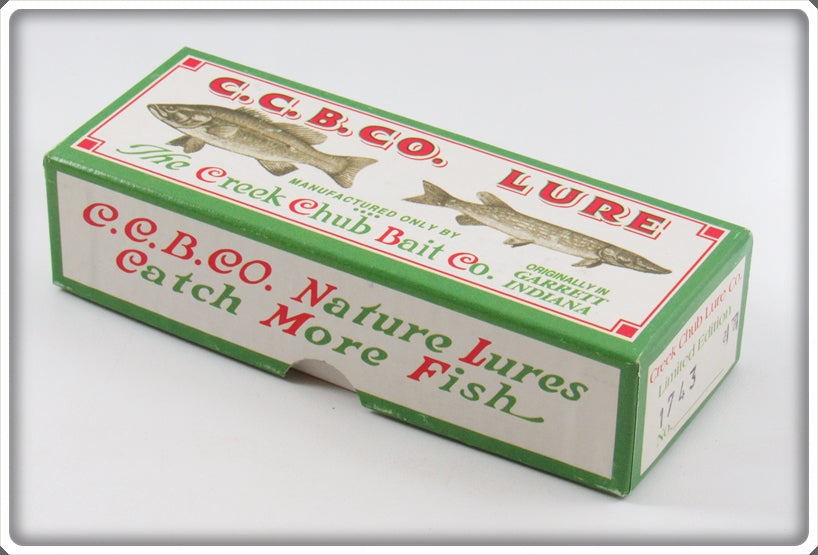 C.C.B.CO. LURE
MANUFACTURED ONLY BY
The Creek Chub Bait Co.
ORIGINALLY IN
GARRETT
INDIANA
C.C.B.CO. Nature Lures
Catch More Fish
Creek Chub Lure Co.
Limited Edition
NO. 1743